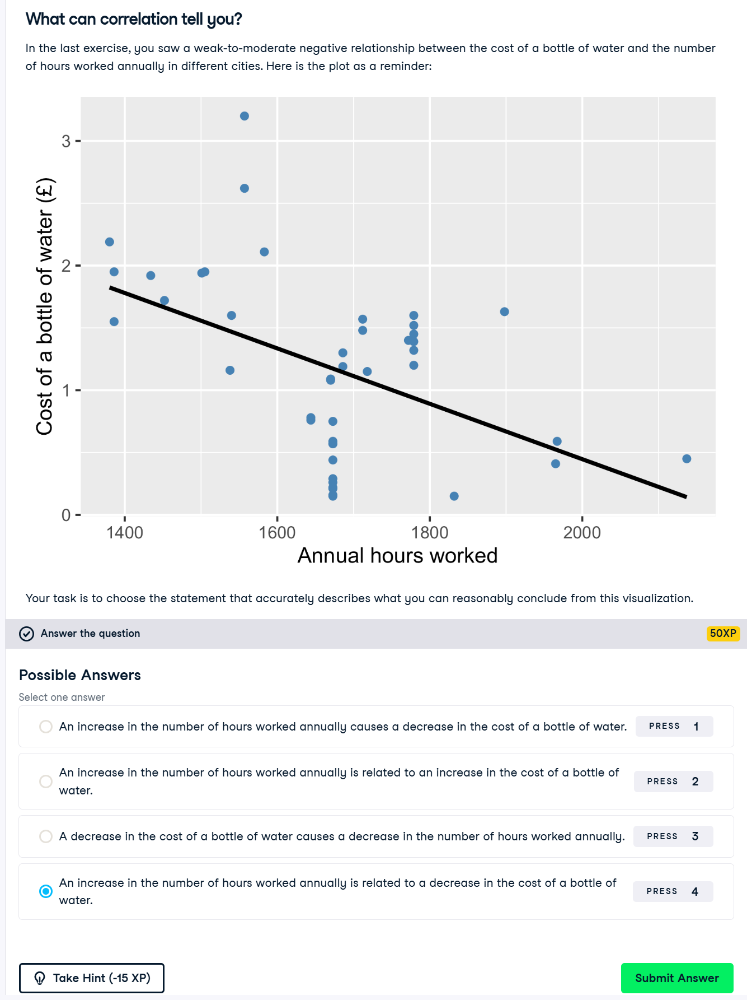 What can correlation tell you?
In the last exercise, you saw a weak-to-moderate negative relationship between the cost of a bottle of water and the number
of hours worked annually in different cities. Here is the plot as a reminder:
3
2
1
0
Cost of a bottle of water (£)
1400
1600
1800
2000
Annual hours worked
Your task is to choose the statement that accurately describes what you can reasonably conclude from this visualization.
Answer the question
50XP
Possible Answers
Select one answer
An increase in the number of hours worked annually causes a decrease in the cost of a bottle of water.
PRESS 1
An increase in the number of hours worked annually is related to an increase in the cost of a bottle of
water.
PRESS 2
A decrease in the cost of a bottle of water causes a decrease in the number of hours worked annually.
PRESS 3
An increase in the number of hours worked annually is related to a decrease in the cost of a bottle of
water.
PRESS 4
Take Hint (-15 XP)
Submit Answer